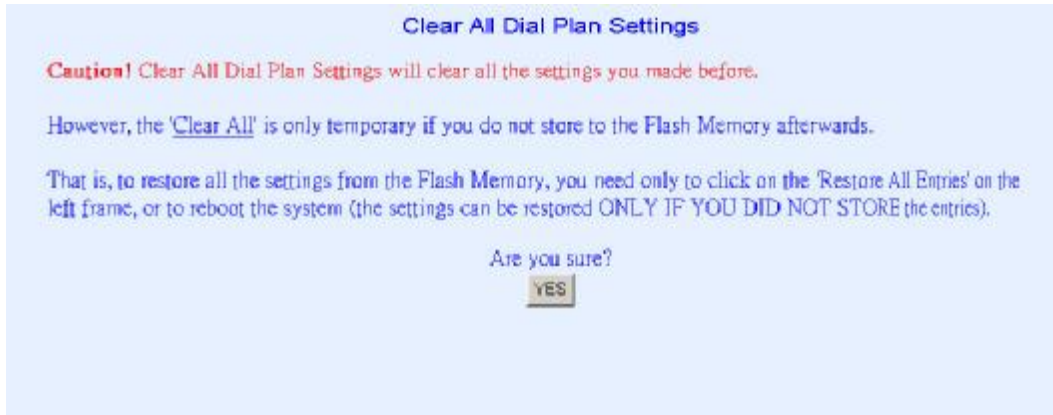 Clear All Dial Plan Settings
Caution! Clear All Dial Plan Settings will clear all the settings you made before.
However, the 'Clear All' is only temporary if you do not store to the Flash Memory afterwards.
That is, to restore all the settings from the Flash Memory, you need only to click on the 'Restore All Entries' on the
left frame, or to reboot the system (the settings can be restored ONLY IF YOU DID NOT STORE the entries).
Are you sure?
YES